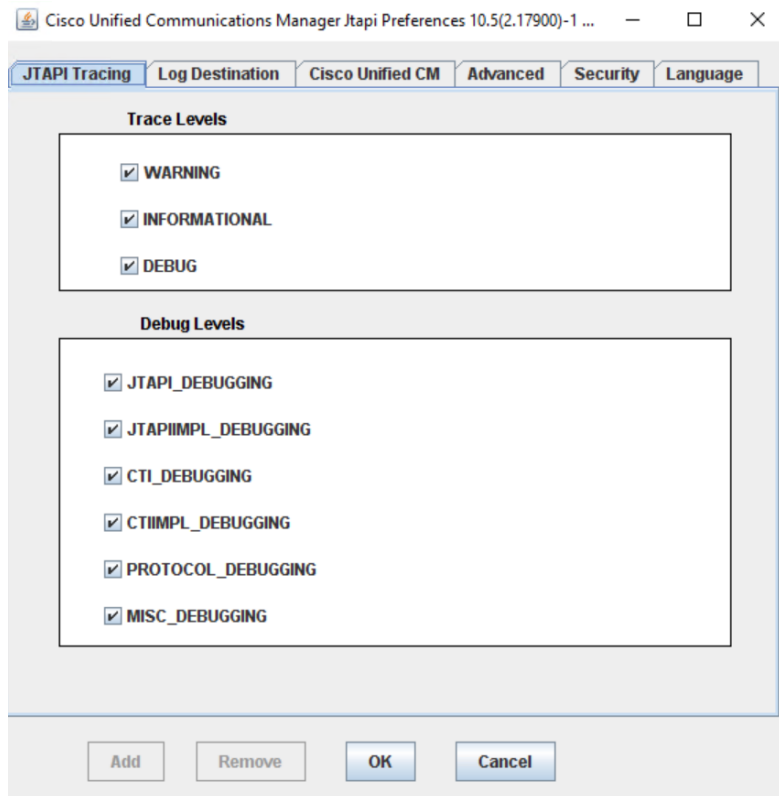 Cisco Unified Communications Manager Jtapi Preferences 10.5(2.17900)-1 ...
JTAPI Tracing Log Destination Cisco Unified CM Advanced Security Language
Trace Levels
WARNING
INFORMATIONAL
DEBUG
Debug Levels
JTAPI_DEBUGGING
JTAPIIMPL_DEBUGGING
CTI_DEBUGGING
CTIIMPL_DEBUGGING
PROTOCOL_DEBUGGING
MISC_DEBUGGING
Add Remove OK Cancel